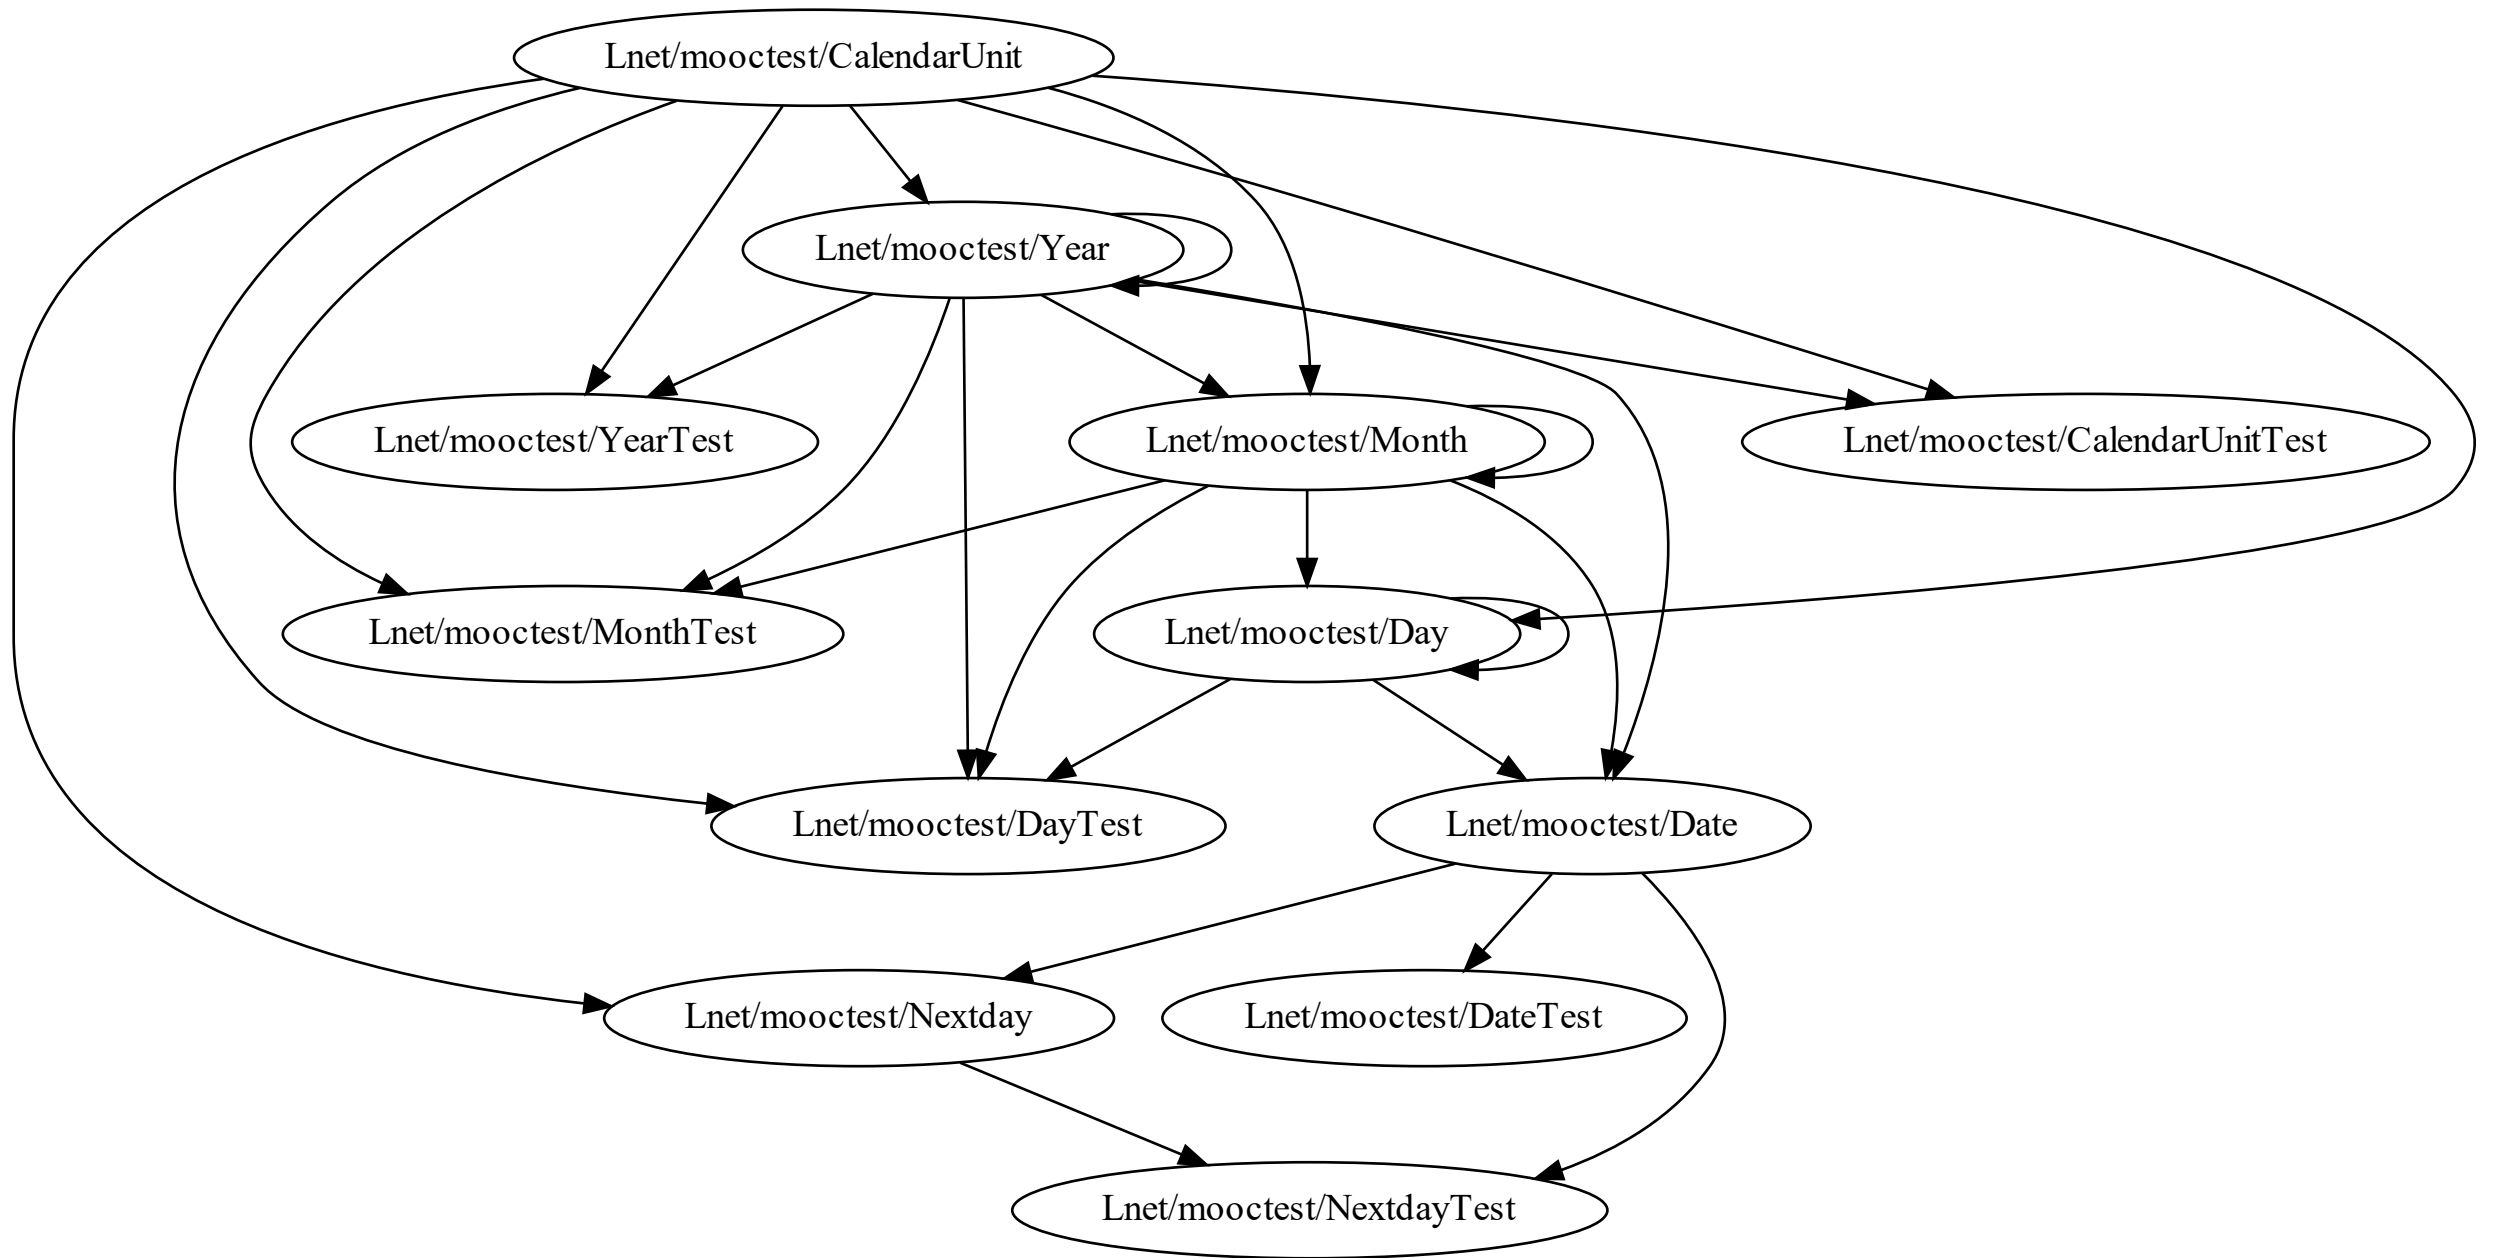 Lnet/mooctest/CalendarUnit
Lnet/mooctest/Year
Lnet/mooctest/YearTest
Lnet/mooctest/Month
Lnet/mooctest/CalendarUnitTest
Lnet/mooctest/MonthTest
Lnet/mooctest/Day
Lnet/mooctest/DayTest
Lnet/mooctest/Date
Lnet/mooctest/Nextday
Lnet/mooctest/DateTest
Lnet/mooctest/NextdayTest